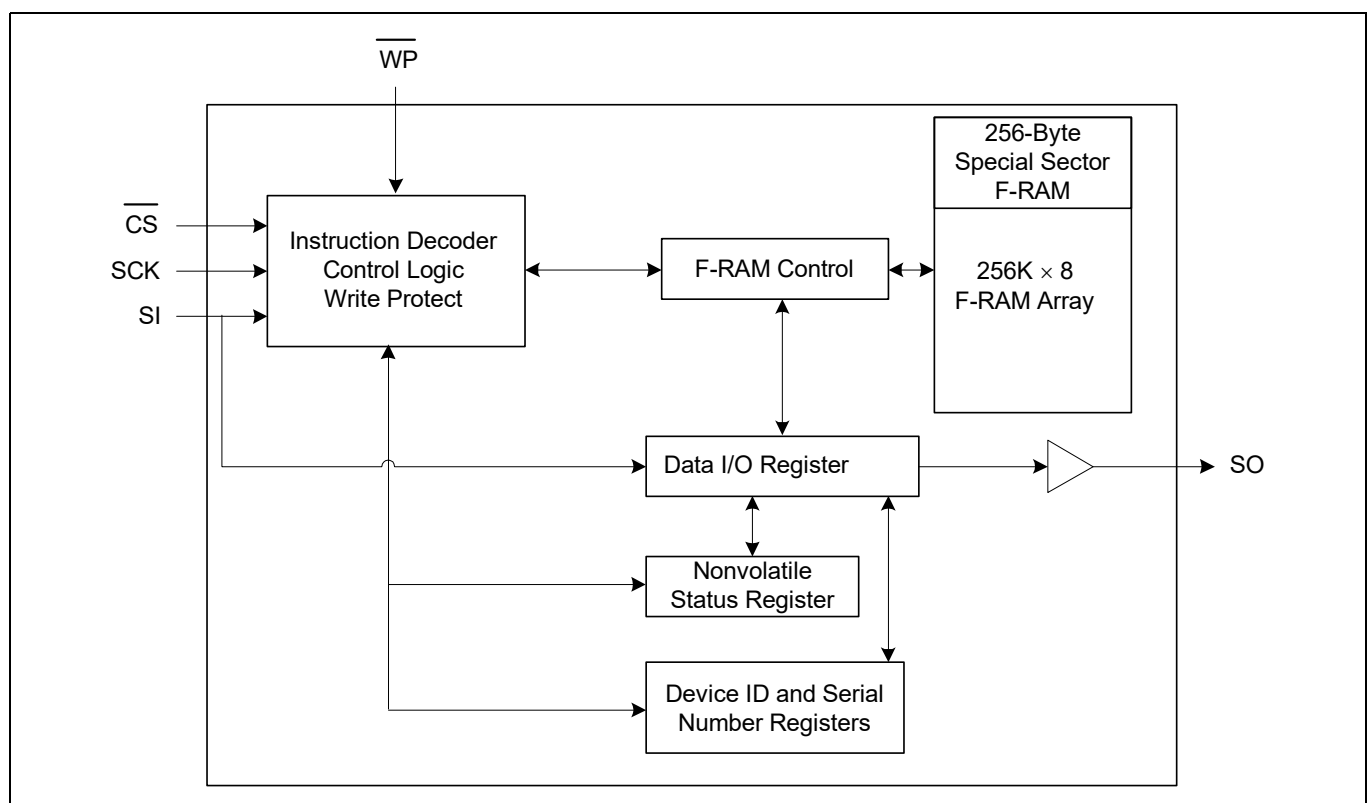 WP
256-Byte
Special Sector
F-RAM
CS
SCK
SI
Instruction Decoder
Control Logic
Write Protect
F-RAM Control
256K × 8
F-RAM Array
Data I/O Register
SO
Nonvolatile
Status Register
Device ID and Serial
Number Registers